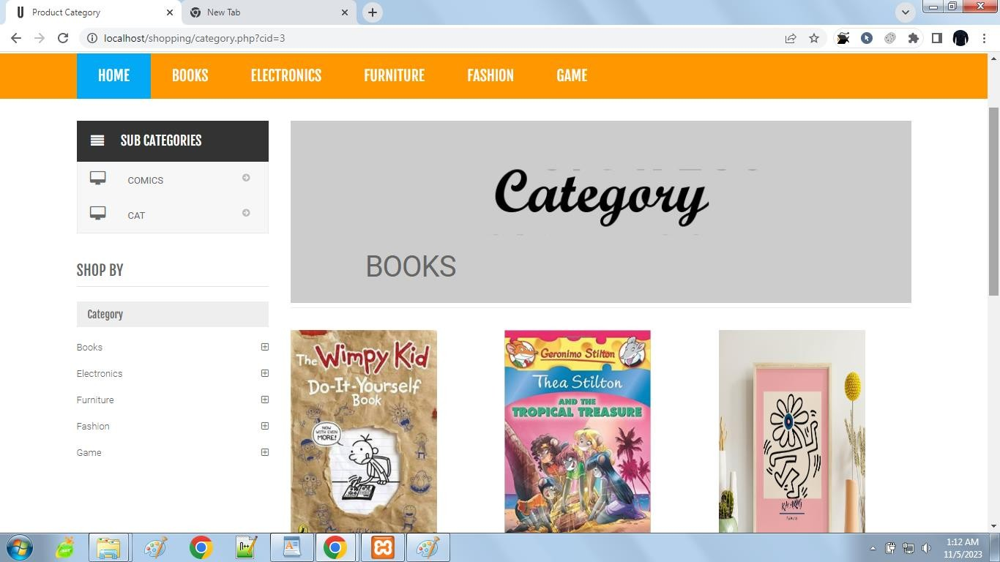 Product Category
New Tab
localhost/shopping/category.php?cid=3
HOME BOOKS ELECTRONICS FURNITURE FASHION GAME
SUB CATEGORIES
COMICS
CAT
SHOP BY
Category
Books
Electronics
Furniture
Fashion
Game
Category
BOOKS
The Wimpy Kid
Do-It-Yourself
Book
NOW
WITH EVEN
MORE!
Geronimo Stilton
Thea Stilton
AND THE
TROPICAL TREASURE
1:12 AM
11/5/2023